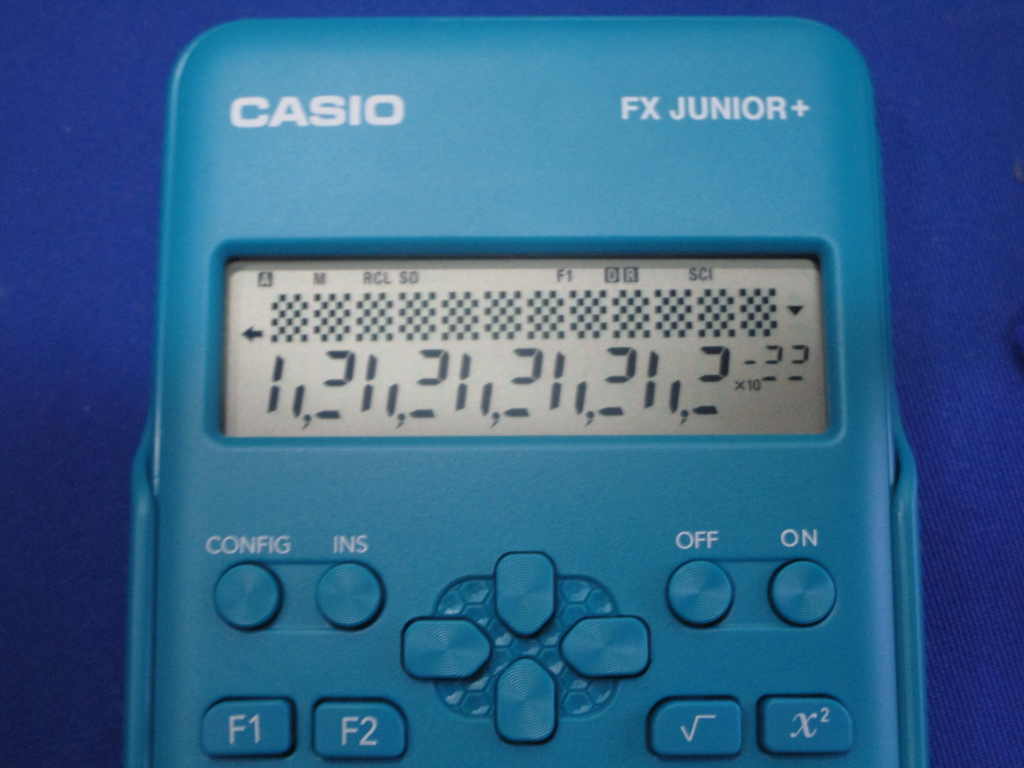 CASIO FX JUNIOR+
A M RCL SD F1 D R SCI
×10
CONFIG INS OFF ON
F1 F2 √ x²